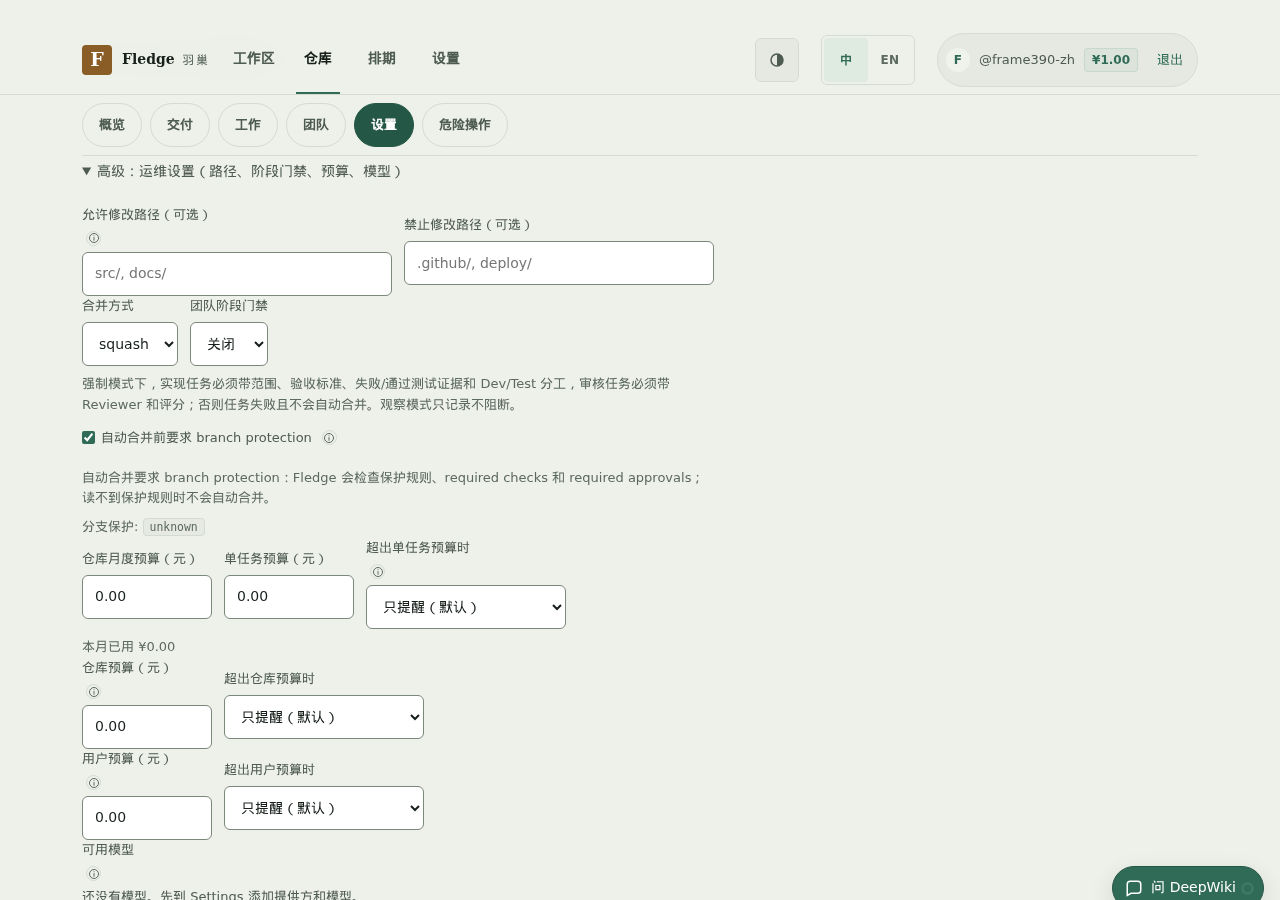 F Fledge 羽巢 工作区 仓库 排期 设置 中 EN F @frame390-zh ¥1.00 退出
概览 交付 工作 团队 设置 危险操作
▼ 高级：运维设置（路径、阶段门禁、预算、模型）
允许修改路径（可选） 禁止修改路径（可选）
src/, docs/ .github/, deploy/
合并方式 团队阶段门禁
squash 关闭
强制模式下，实现任务必须带范围、验收标准、失败/通过测试证据和 Dev/Test 分工，审核任务必须带
Reviewer 和评分；否则任务失败且不会自动合并。观察模式只记录不阻断。
自动合并前要求 branch protection
自动合并要求 branch protection：Fledge 会检查保护规则、required checks 和 required approvals；
读不到保护规则时不会自动合并。
分支保护: unknown
仓库月度预算（元） 单任务预算（元） 超出单任务预算时
0.00 0.00 只提醒（默认）
本月已用 ¥0.00
仓库预算（元） 超出仓库预算时
0.00 只提醒（默认）
用户预算（元） 超出用户预算时
0.00 只提醒（默认）
可用模型
还没有模型。先到 Settings 添加提供方和模型。
问 DeepWiki